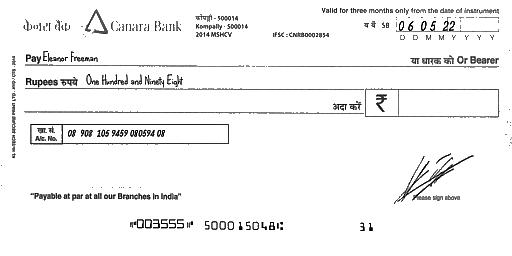 Valid for three months only from the date of instrument
केनरा बैंक Canara Bank
कोंपल्ली - 500014
Kompally - 500014
2014 MSHCV
IFSC : CNRB0002854
SB 06 05 22
D D M M Y Y Y Y
Pay Eleanor Freeman या धारक को Or Bearer
Rupees रुपये One Hundred and Ninety Eight
अदा करें ₹
खा. सं.
A/c. No. 08 908 105 9459 080594 08
"Payable at par at all our Branches in India"
Please sign above
⑈003555⑈ 500015048⑆ 31